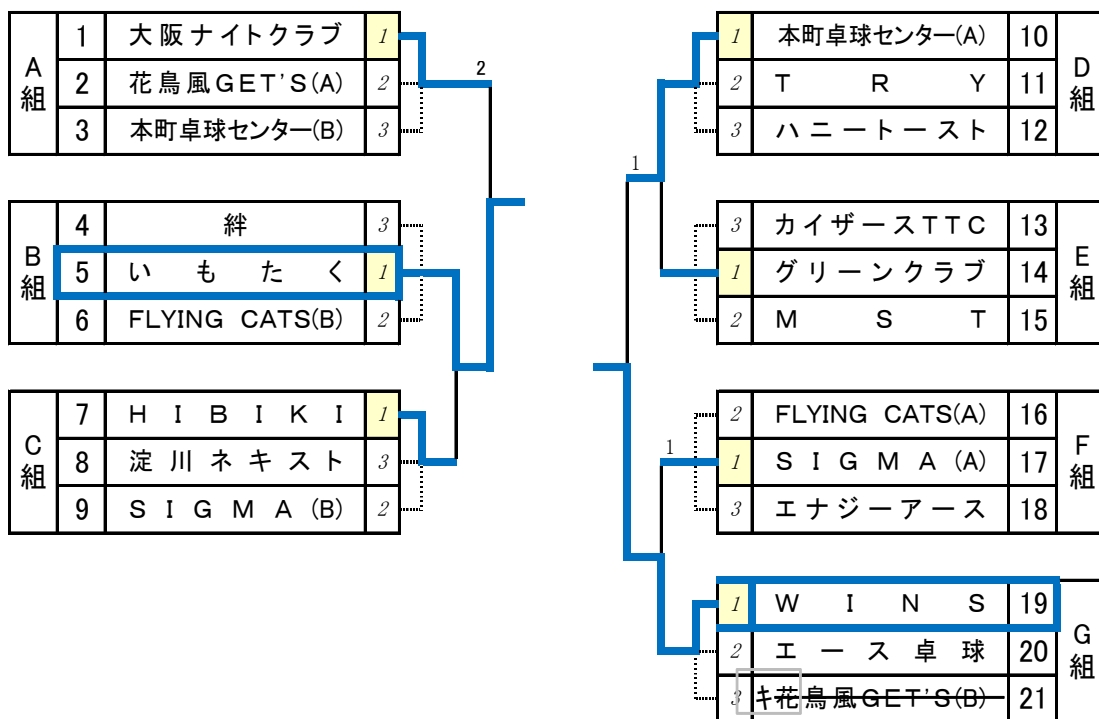 A組
1 大阪ナイトクラブ 1
2 花鳥風GET'S(A) 2
3 本町卓球センター(B) 3
2
B組
4 絆 3
5 いもたく 1
6 FLYING CATS(B) 2
C組
7 HIBIKI 1
8 淀川ネキスト 3
9 SIGMA(B) 2
1 本町卓球センター(A) 10
2 TRY 11
3 ハニートースト 12
D組
1
3 カイザースTTC 13
1 グリーンクラブ 14
2 MST 15
E組
2 FLYING CATS(A) 16
1
1 SIGMA(A) 17
3 エナジーアース 18
F組
1 WINS 19
2 エース卓球 20
3 キ花鳥風GET'S(B) 21
G組